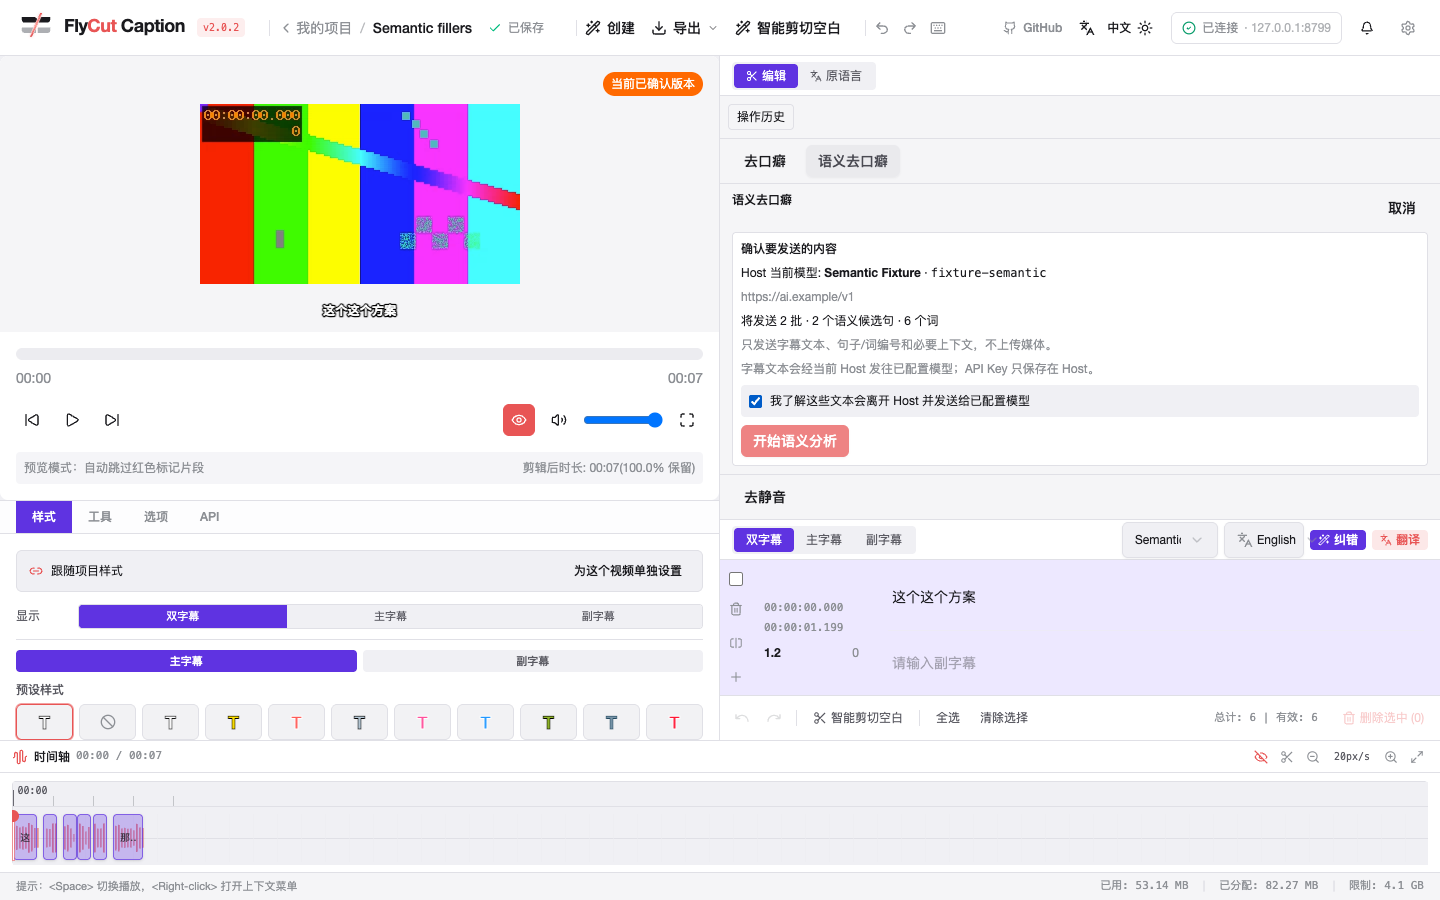 FlyCut Caption v2.0.2 我的项目 / Semantic fillers 已保存 创建 导出 智能剪切空白 GitHub 中文 已连接 · 127.0.0.1:8799
当前已确认版本
00:00:00.000
0
这个这个方案
00:00 00:07
预览模式：自动跳过红色标记片段 剪辑后时长: 00:07(100.0% 保留)
样式 工具 选项 API
跟随项目样式 为这个视频单独设置
显示 双字幕 主字幕 副字幕
主字幕 副字幕
预设样式
T T T T T T T T T T
编辑 原语言
操作历史
去口癖 语义去口癖
语义去口癖
取消
确认要发送的内容
Host 当前模型: Semantic Fixture · fixture-semantic
https://ai.example/v1
将发送 2 批 · 2 个语义候选句 · 6 个词
只发送字幕文本、句子/词编号和必要上下文，不上传媒体。
字幕文本会经当前 Host 发往已配置模型；API Key 只保存在 Host。
我了解这些文本会离开 Host 并发送给已配置模型
开始语义分析
去静音
双字幕 主字幕 副字幕 Semantic English 纠错 翻译
这个这个方案
00:00:00.000
00:00:01.199
1.2 0
请输入副字幕
智能剪切空白 全选 清除选择 总计: 6 | 有效: 6 删除选中 (0)
时间轴 00:00 / 00:07 20px/s
00:00
这 那...
提示: <Space> 切换播放，<Right-click> 打开上下文菜单 已用: 53.14 MB 已分配: 82.27 MB 限制: 4.1 GB